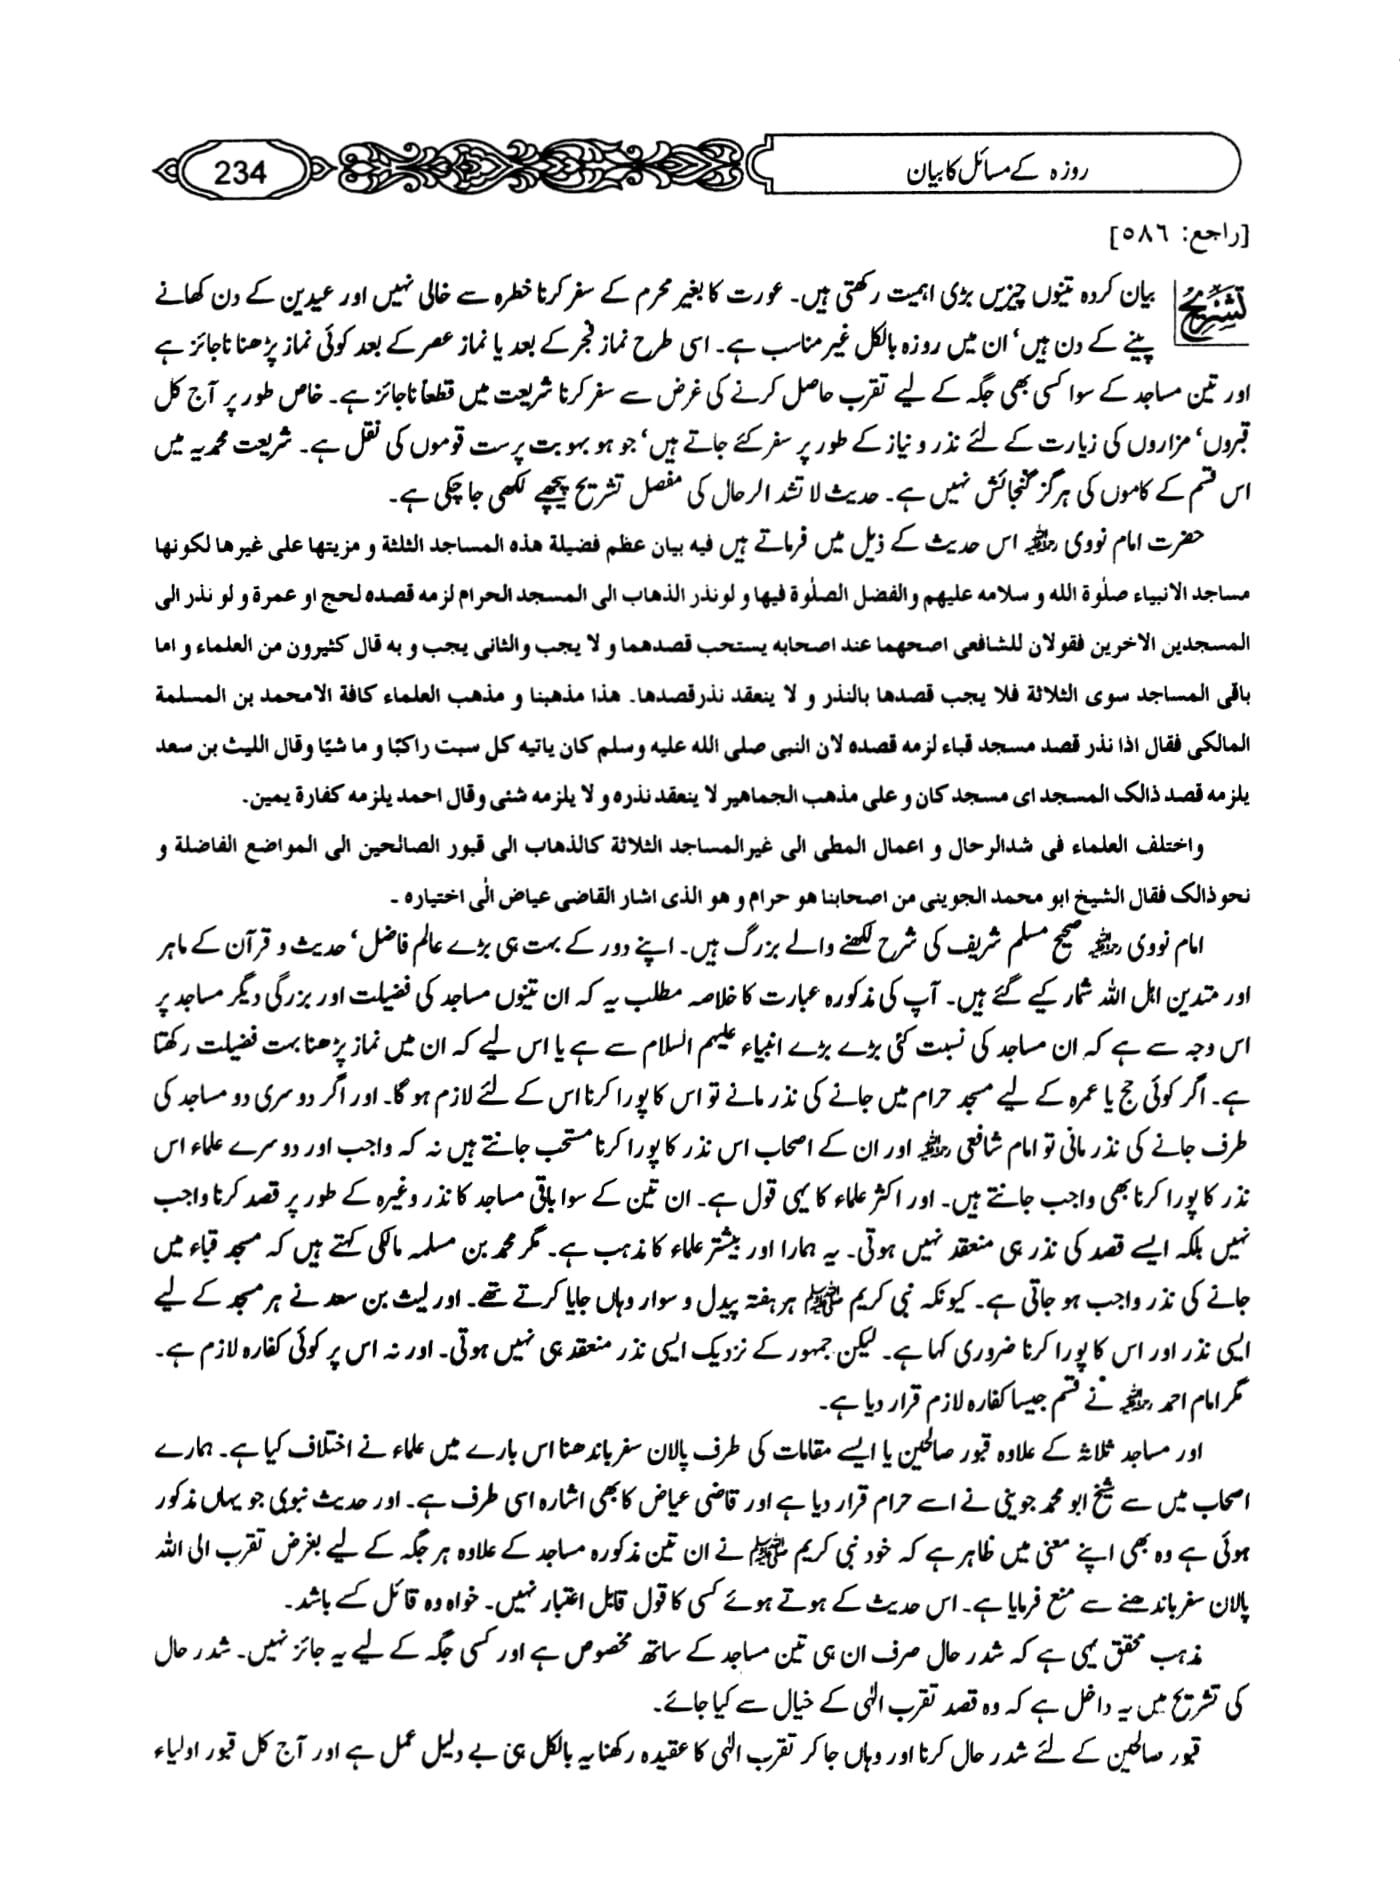 روزہ کے مسائل کا بیان
234
[راجع: ٥٨٦]
تشریح بیان کردہ تینوں چیزیں بڑی اہمیت رکھتی ہیں۔ عورت کا بغیر محرم کے سفر کرنا خطرہ سے خالی نہیں اور عیدین کے دن کھانے
پینے کے دن ہیں‘ ان میں روزہ بالکل غیر مناسب ہے۔ اسی طرح نماز فجر کے بعد یا نماز عصر کے بعد کوئی نماز پڑھنا ناجائز ہے
اور تین مساجد کے سوا کسی بھی جگہ کے لیے تقرب حاصل کرنے کی غرض سے سفر کرنا شریعت میں قطعاً ناجائز ہے۔ خاص طور پر آج کل
قبروں‘ مزاروں کی زیارت کے لئے نذر و نیاز کے طور پر سفر کئے جاتے ہیں‘ جو ہو بہو بت پرست قوموں کی نقل ہے۔ شریعت محمدیہ میں
اس قسم کے کاموں کی ہرگز گنجائش نہیں ہے۔ حدیث لا تشد الرحال کی مفصل تشریح پیچھے لکھی جا چکی ہے۔
حضرت امام نووی رحمۃ اللہ علیہ اس حدیث کے ذیل میں فرماتے ہیں فیه بیان عظم فضیلة هذه المساجد الثلثة و مزیتها علی غیرها لکونها
مساجد الانبیاء صلوٰة الله و سلامه علیهم والفضل الصلوٰة فیها و لونذر الذهاب الی المسجد الحرام لزمه قصده لحج او عمرة و لو نذر الی
المسجدین الاخرین فقولان للشافعی اصحهما عند اصحابه یستحب قصدهما و لا یجب والثانی یجب و به قال کثیرون من العلماء و اما
باقی المساجد سوی الثلاثة فلا یجب قصدها بالنذر و لا ینعقد نذرقصدها۔ هذا مذهبنا و مذهب العلماء کافة الامحمد بن المسلمة
المالکی فقال اذا نذر قصد مسجد قباء لزمه قصده لان النبی صلی الله علیه وسلم کان یاتیه کل سبت راکبًا و ما شیًا وقال اللیث بن سعد
یلزمه قصد ذالک المسجد ای مسجد کان و علی مذهب الجماهیر لا ینعقد نذره و لا یلزمه شئی وقال احمد یلزمه کفارة یمین۔
واختلف العلماء فی شدالرحال و اعمال المطی الی غیرالمساجد الثلاثة کالذهاب الی قبور الصالحین الی المواضع الفاضلة و
نحو ذالک فقال الشیخ ابو محمد الجوینی من اصحابنا هو حرام و هو الذی اشار القاضی عیاض الٰی اختیاره ۔
امام نووی رحمۃ اللہ علیہ صحیح مسلم شریف کی شرح لکھنے والے بزرگ ہیں۔ اپنے دور کے بہت ہی بڑے عالم فاضل‘ حدیث و قرآن کے ماہر
اور متدین اہل اللہ شمار کیے گئے ہیں۔ آپ کی مذکورہ عبارت کا خلاصہ مطلب یہ کہ ان تینوں مساجد کی فضیلت اور بزرگی دیگر مساجد پر
اس وجہ سے ہے کہ ان مساجد کی نسبت کئی بڑے بڑے انبیاء علیہم السلام سے ہے یا اس لیے کہ ان میں نماز پڑھنا بہت فضیلت رکھتا
ہے۔ اگر کوئی حج یا عمرہ کے لیے مسجد حرام میں جانے کی نذر مانے تو اس کا پورا کرنا اس کے لئے لازم ہو گا۔ اور اگر دوسری دو مساجد کی
طرف جانے کی نذر مانی تو امام شافعی رحمۃ اللہ علیہ اور ان کے اصحاب اس نذر کا پورا کرنا مستحب جانتے ہیں نہ کہ واجب اور دوسرے علماء اس
نذر کا پورا کرنا بھی واجب جانتے ہیں۔ اور اکثر علماء کا یہی قول ہے۔ ان تین کے سوا باقی مساجد کا نذر وغیرہ کے طور پر قصد کرنا واجب
نہیں بلکہ ایسے قصد کی نذر ہی منعقد نہیں ہوتی۔ یہ ہمارا اور بیشتر علماء کا مذہب ہے۔ مگر محمد بن مسلمہ مالکی کہتے ہیں کہ مسجد قباء میں
جانے کی نذر واجب ہو جاتی ہے۔ کیونکہ نبی کریم ﷺ ہر ہفتہ پیدل و سوار وہاں جایا کرتے تھے۔ اور لیث بن سعد نے ہر مسجد کے لیے
ایسی نذر اور اس کا پورا کرنا ضروری کہا ہے۔ لیکن جمہور کے نزدیک ایسی نذر منعقد ہی نہیں ہوتی۔ اور نہ اس پر کوئی کفارہ لازم ہے۔
مگر امام احمد رحمۃ اللہ علیہ نے قسم جیسا کفارہ لازم قرار دیا ہے۔
اور مساجد ثلاثہ کے علاوہ قبور صالحین یا ایسے مقامات کی طرف پالان سفر باندھنا اس بارے میں علماء نے اختلاف کیا ہے۔ ہمارے
اصحاب میں سے شیخ ابو محمد جوینی نے اسے حرام قرار دیا ہے اور قاضی عیاض کا بھی اشارہ اسی طرف ہے۔ اور حدیث نبوی جو یہاں مذکور
ہوئی ہے وہ بھی اپنے معنی میں ظاہر ہے کہ خود نبی کریم ﷺ نے ان تین مذکورہ مساجد کے علاوہ ہر جگہ کے لیے بغرض تقرب الی اللہ
پالان سفر باندھنے سے منع فرمایا ہے۔ اس حدیث کے ہوتے ہوئے کسی کا قول قابل اعتبار نہیں۔ خواہ وہ قائل کسے باشد۔
مذہب محقق یہی ہے کہ شد رحال صرف ان ہی تین مساجد کے ساتھ مخصوص ہے اور کسی جگہ کے لیے یہ جائز نہیں۔ شد رحال
کی تشریح میں یہ داخل ہے کہ وہ قصد تقرب الٰہی کے خیال سے کیا جائے۔
قبور صالحین کے لئے شد رحال کرنا اور وہاں جا کر تقرب الٰہی کا عقیدہ رکھنا یہ بالکل ہی بے دلیل عمل ہے اور آج کل قبور اولیاء